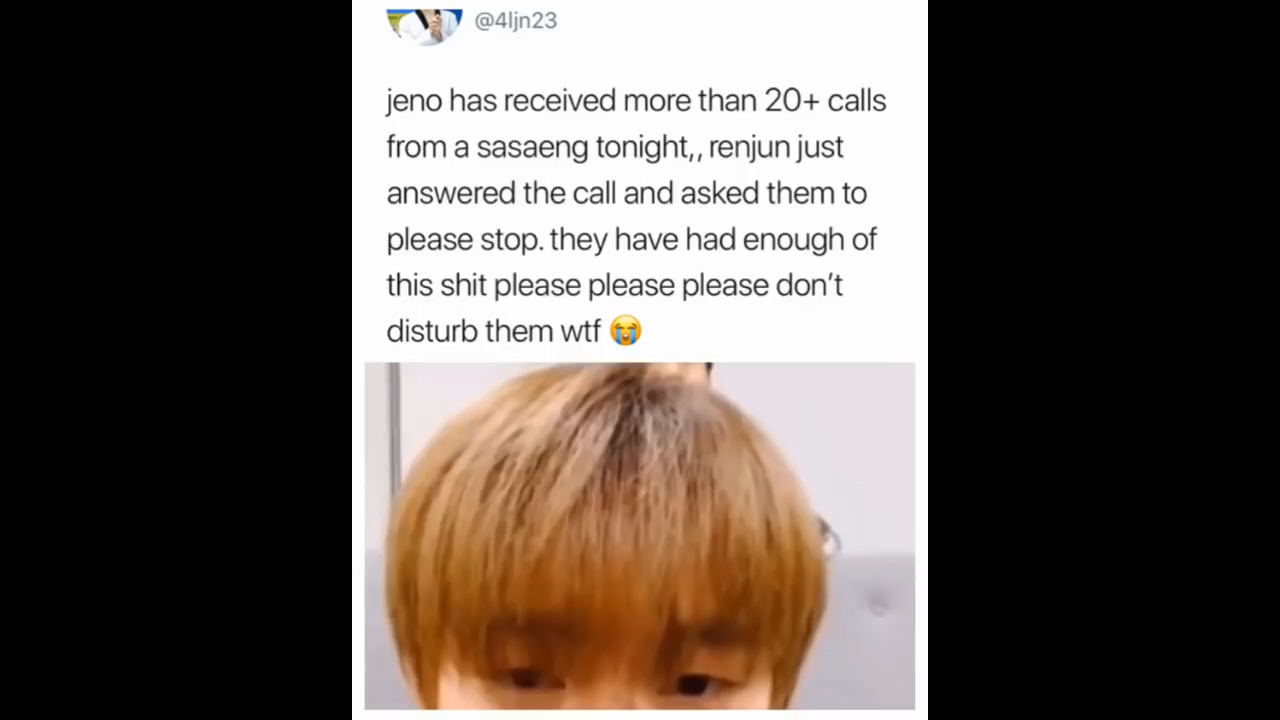 @4ljn23
jeno has received more than 20+ calls
from a sasaeng tonight,, renjun just
answered the call and asked them to
please stop. they have had enough of
this shit please please please don’t
disturb them wtf 😭